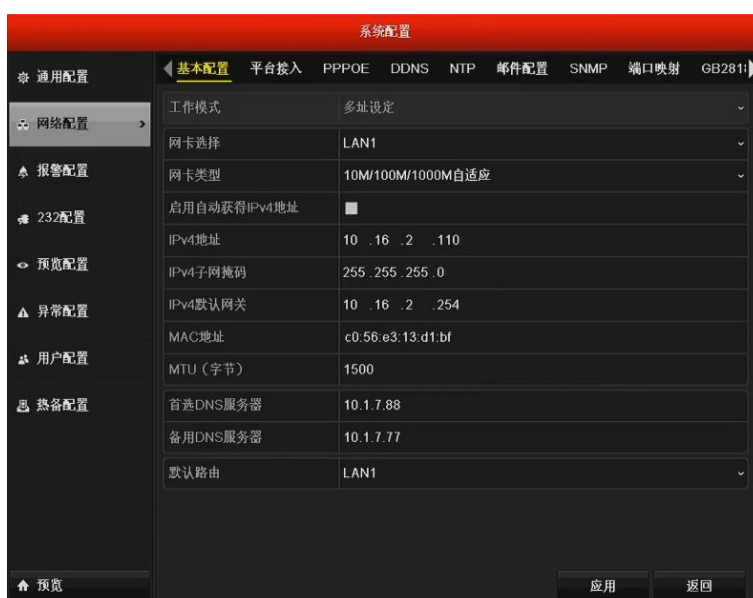 系统配置
通用配置
网络配置
报警配置
232配置
预览配置
异常配置
用户配置
热备配置
预览
基本配置 平台接入 PPPOE DDNS NTP 邮件配置 SNMP 端口映射 GB2818
工作模式 多址设定
网卡选择 LAN1
网卡类型 10M/100M/1000M自适应
启用自动获得IPv4地址
IPv4地址 10 .16 .2 .110
IPv4子网掩码 255.255.255.0
IPv4默认网关 10 .16 .2 .254
MAC地址 c0:56:e3:13:d1:bf
MTU（字节） 1500
首选DNS服务器 10.1.7.88
备用DNS服务器 10.1.7.77
默认路由 LAN1
应用 返回